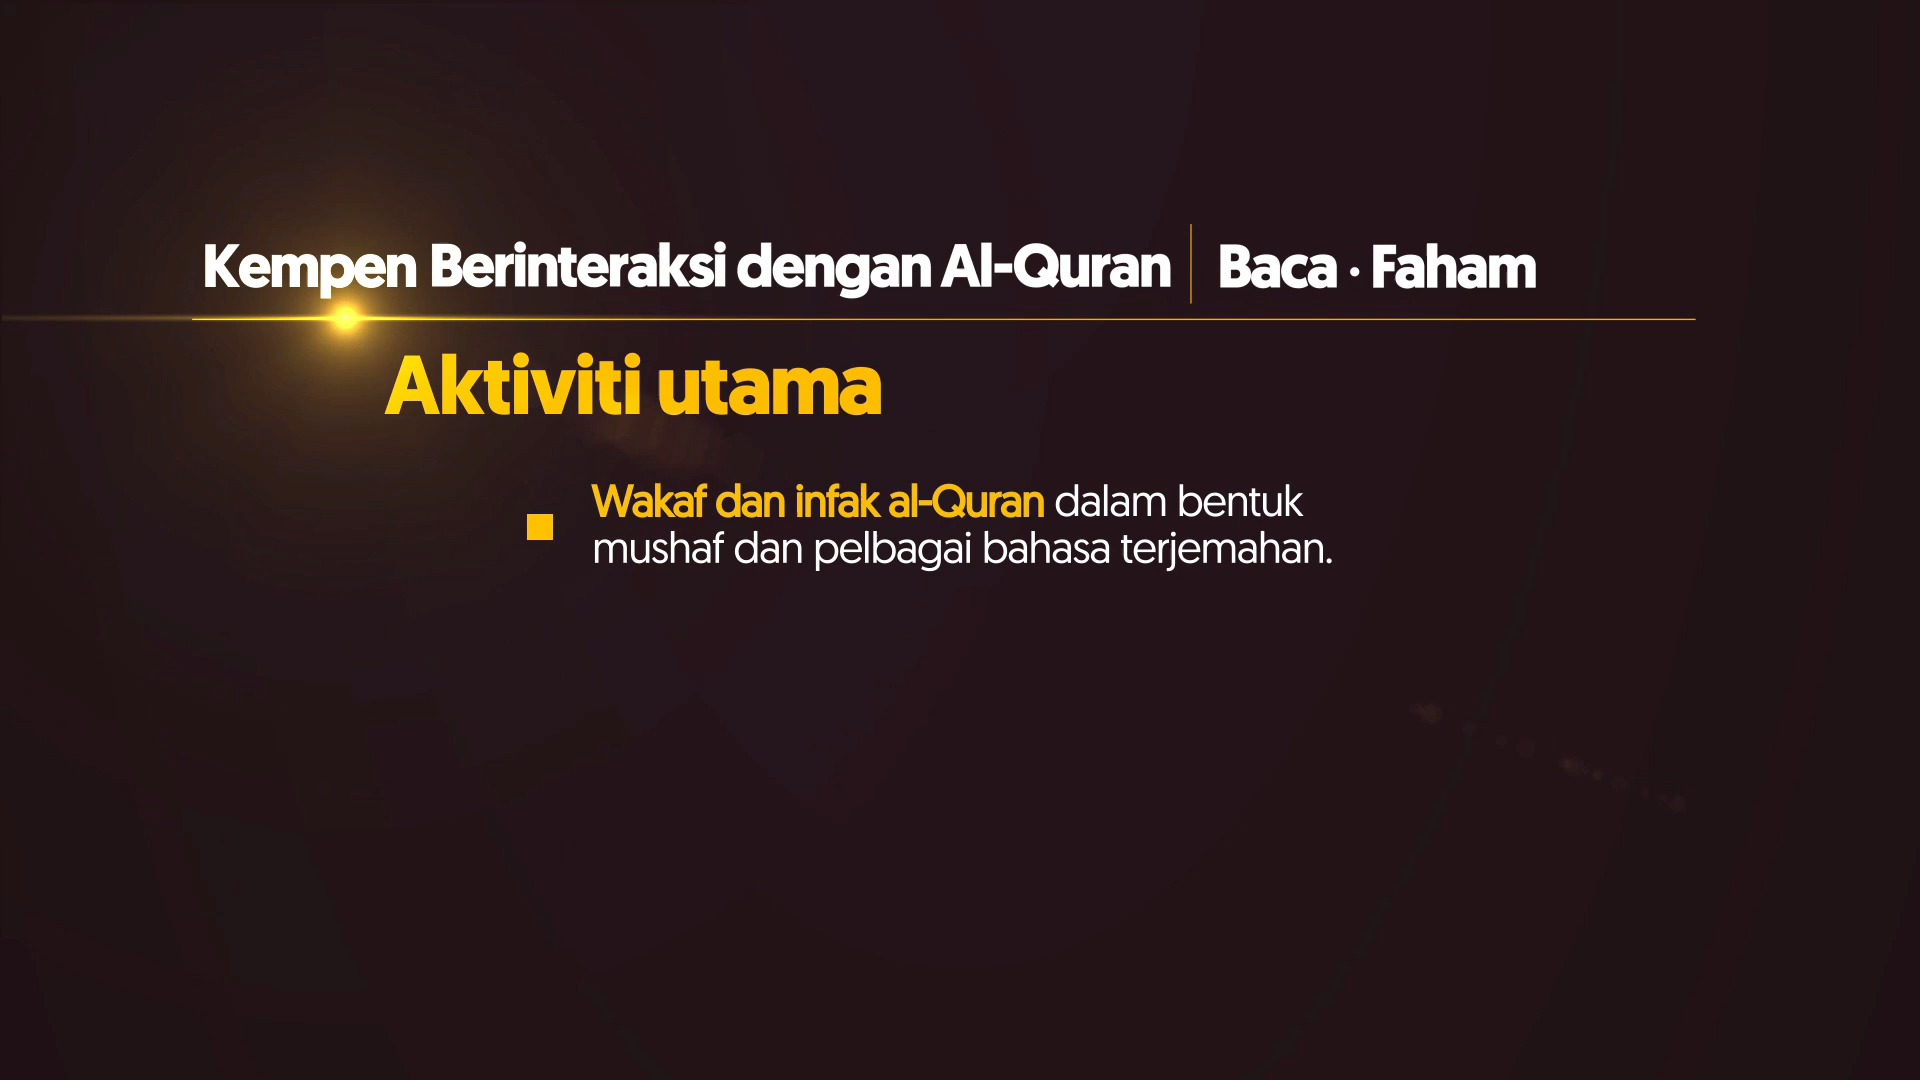 Kempen Berinteraksi dengan Al-Quran Baca · Faham
Aktiviti utama
Wakaf dan infak al-Quran dalam bentuk
mushaf dan pelbagai bahasa terjemahan.